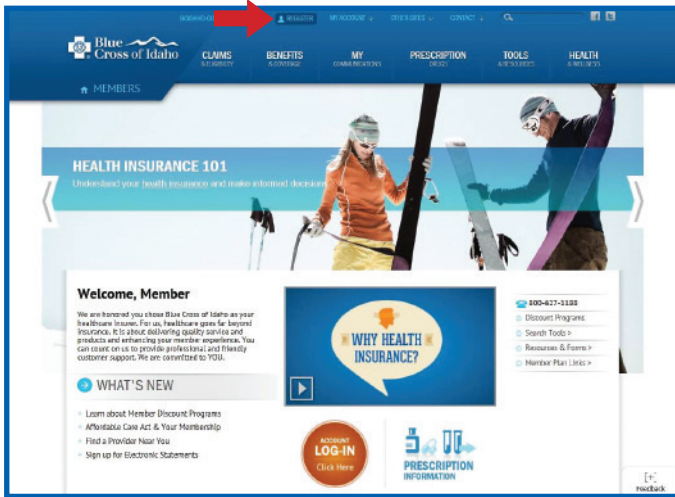 REGISTER
MY ACCOUNT
CONTACT
Blue
Cross of Idaho
CLAIMS
& ELIGIBILITY
BENEFITS
& COVERAGE
MY
COMMUNICATIONS
PRESCRIPTION
DRUGS
TOOLS
& RESOURCES
HEALTH
& WELLNESS
MEMBERS
HEALTH INSURANCE 101
Understand your health insurance and make informed decisions
Welcome, Member
We are honored you chose Blue Cross of Idaho as your
healthcare insurer. For us, healthcare goes far beyond
insurance. It is about delivering quality service and
products and enhancing your member experience. You
can count on us to provide professional and friendly
customer support. We are committed to YOU.
WHAT'S NEW
Learn about Member Discount Programs
Affordable Care Act & Your Membership
Find a Provider Near You
Sign up for Electronic Statements
WHY HEALTH
INSURANCE?
ACCOUNT
LOG-IN
Click Here
PRESCRIPTION
INFORMATION
800-627-1188
Discount Programs
Search Tools >
Resources & Forms >
Member Plan Links >
[+]
Feedback